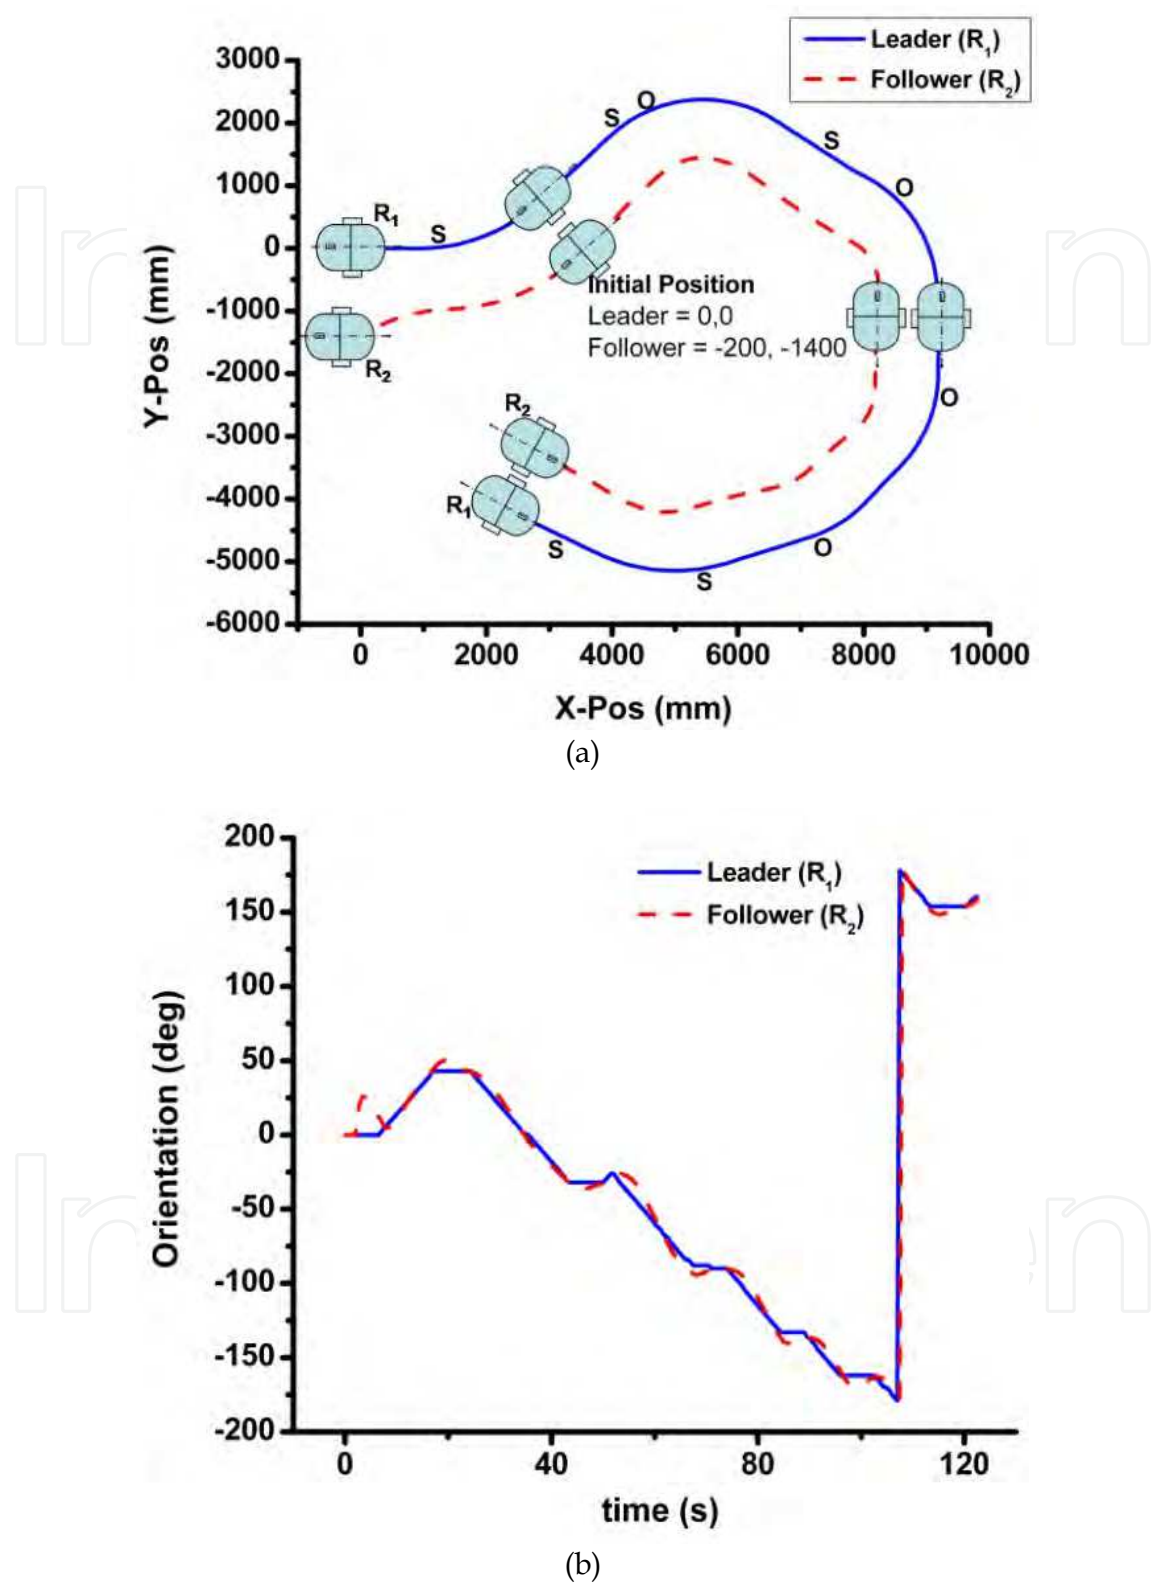 Leader (R1)
Follower (R2)
3000
2000
1000
0
-1000
-2000
-3000
-4000
-5000
-6000
Y-Pos (mm)
R1
S
S
O
S
O
R2
Initial Position
Leader = 0,0
Follower = -200, -1400
O
R2
R1
S
S
O
0
2000
4000
6000
8000
10000
X-Pos (mm)
(a)
200
150
100
50
0
-50
-100
-150
-200
Orientation (deg)
Leader (R1)
Follower (R2)
0
40
80
120
time (s)
(b)